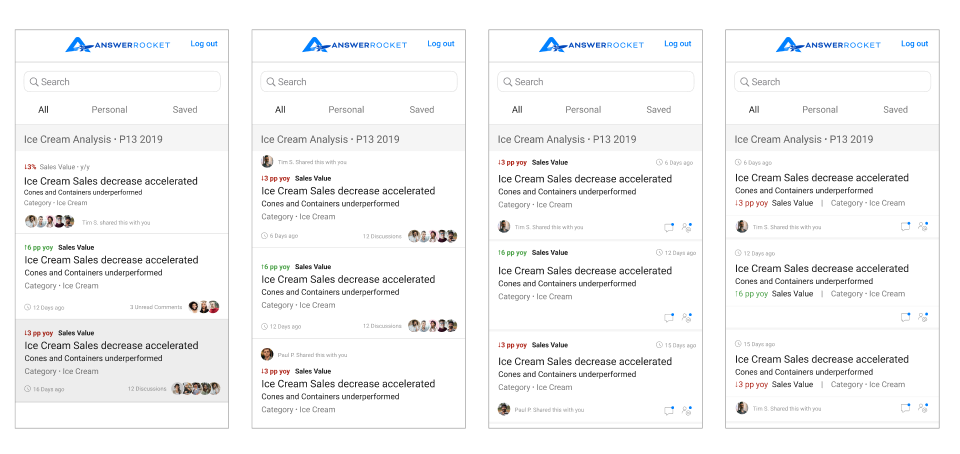 ANSWERROCKET
Log out
Search
All Personal Saved
Ice Cream Analysis • P13 2019
↓3% Sales Value • y/y
Ice Cream Sales decrease accelerated
Cones and Containers underperformed
Category • Ice Cream
Tim S. shared this with you
↑6 pp yoy Sales Value
Ice Cream Sales decrease accelerated
Cones and Containers underperformed
Category • Ice Cream
12 Days ago 3 Unread Comments
↓3 pp yoy Sales Value
Ice Cream Sales decrease accelerated
Cones and Containers underperformed
Category • Ice Cream
16 Days ago 12 Discussions
ANSWERROCKET
Log out
Search
All Personal Saved
Ice Cream Analysis • P13 2019
Tim S. Shared this with you
↓3 pp yoy Sales Value
Ice Cream Sales decrease accelerated
Cones and Containers underperformed
Category • Ice Cream
6 Days ago 12 Discussions
↑6 pp yoy Sales Value
Ice Cream Sales decrease accelerated
Cones and Containers underperformed
Category • Ice Cream
12 Days ago 12 Discussions
Paul P. Shared this with you
↓3 pp yoy Sales Value
Ice Cream Sales decrease accelerated
Cones and Containers underperformed
Category • Ice Cream
ANSWERROCKET
Log out
Search
All Personal Saved
Ice Cream Analysis • P13 2019
↓3 pp yoy Sales Value 6 Days ago
Ice Cream Sales decrease accelerated
Cones and Containers underperformed
Category • Ice Cream
Tim S. Shared this with you
↑6 pp yoy Sales Value 12 Days ago
Ice Cream Sales decrease accelerated
Cones and Containers underperformed
Category • Ice Cream
↓3 pp yoy Sales Value 15 Days ago
Ice Cream Sales decrease accelerated
Cones and Containers underperformed
Category • Ice Cream
Paul P. Shared this with you
ANSWERROCKET
Log out
Search
All Personal Saved
Ice Cream Analysis • P13 2019
6 Days ago
Ice Cream Sales decrease accelerated
Cones and Containers underperformed
↓3 pp yoy Sales Value | Category • Ice Cream
Tim S. Shared this with you
12 Days ago
Ice Cream Sales decrease accelerated
Cones and Containers underperformed
↑16 pp yoy Sales Value | Category • Ice Cream
15 Days ago
Ice Cream Sales decrease accelerated
Cones and Containers underperformed
↓3 pp yoy Sales Value | Category • Ice Cream
Tim S. Shared this with you